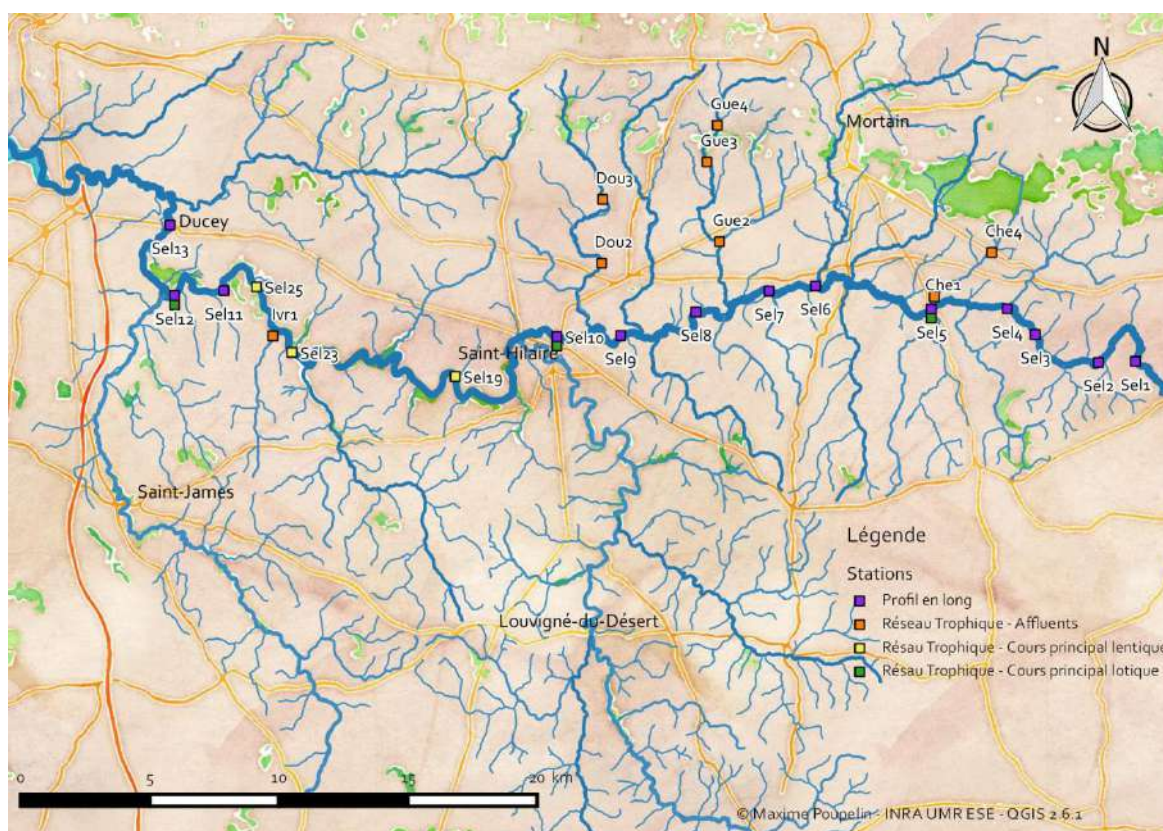 N
Gue4
Mortain
Gue3
Dou3
Ducey
Gue2
Sel13
Dou2
Che4
Sel25
Che1
Sel12
Sel11
Ivr1
Sel7
Sel6
Sel8
Sel5
Sel4
Sel23
Saint-Hilaire
Sel10
Sel9
Sel3
Sel19
Sel2
Sel1
Saint-James
Légende
Stations
Profil en long
Louvigné-du-Désert
Réseau Trophique - Affluents
Résau Trophique - Cours principal lentique
Résau Trophique - Cours principal lotique
0 5 10 15 20 km
©Maxime Poupelin - INRA UMR ESE - QGIS 2.6.1